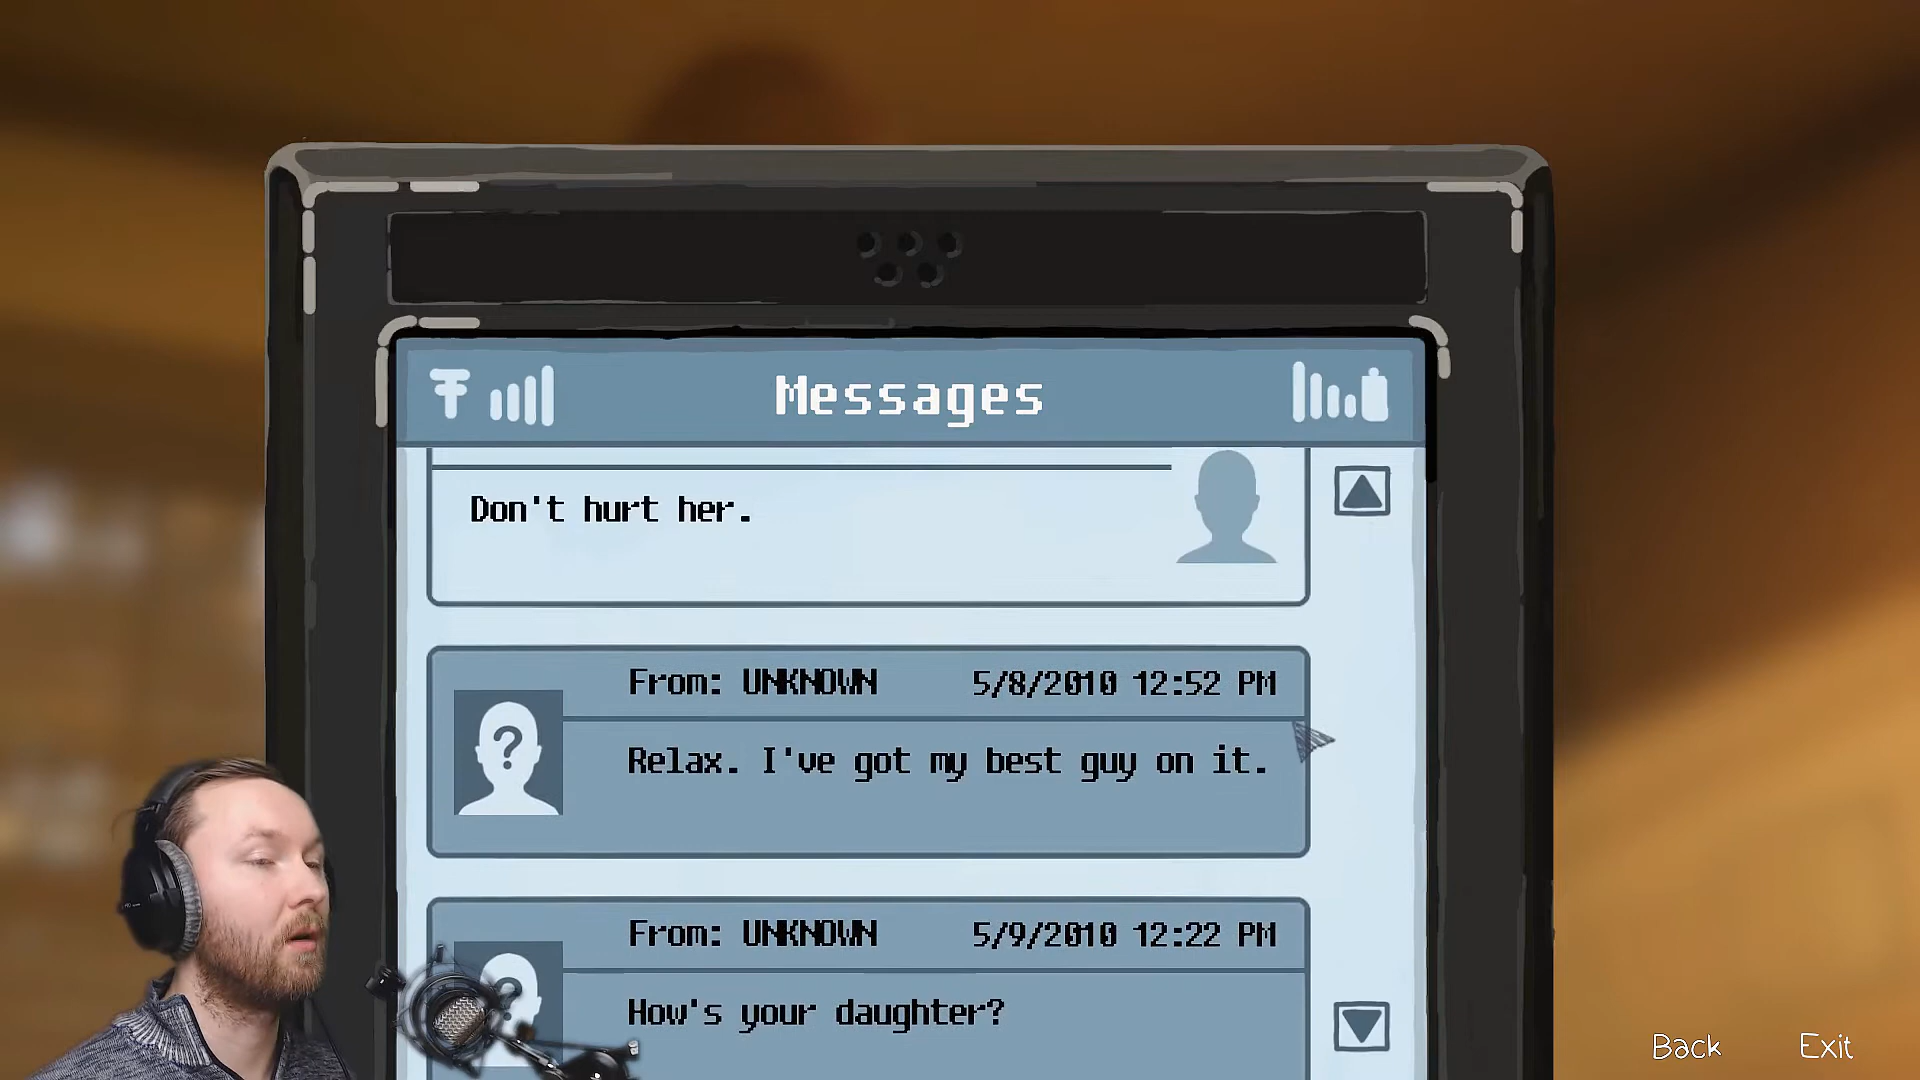 Messages
Don't hurt her.
From: UNKNOWN 5/8/2010 12:52 PM
Relax. I've got my best guy on it.
From: UNKNOWN 5/9/2010 12:22 PM
How's your daughter?
Back Exit